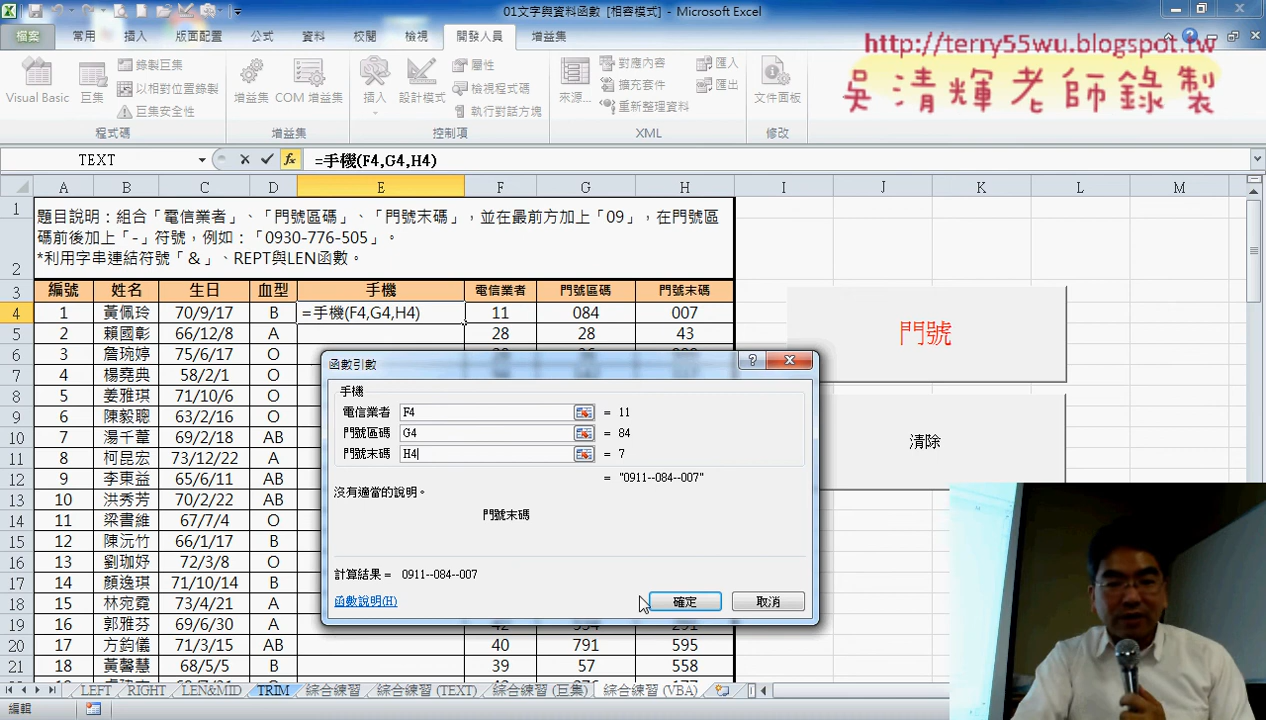 01文字與資料函數 [相容模式] - Microsoft Excel
檔案 常用 插入 版面配置 公式 資料 校閱 檢視 開發人員 增益集
http://terry55wu.blogspot.tw
吳清輝老師錄製
Visual Basic 巨集 錄製巨集 以相對位置錄製 巨集安全性 增益集 COM 增益集 插入 設計模式 屬性 檢視程式碼 執行對話方塊 來源... 對應內容 擴充套件 重新整理資料 匯入 匯出 文件面板
程式碼 增益集 控制項 XML 修改
TEXT fx =手機(F4,G4,H4)
A B C D E F G H I J K L M
1 題目說明：組合「電信業者」、「門號區碼」、「門號末碼」，並在最前方加上「09」，在門號區
碼前後加上「-」符號，例如：「0930-776-505」。
2 *利用字串連結符號「&」、REPT與LEN函數。
3 編號 姓名 生日 血型 手機 電信業者 門號區碼 門號末碼
4 1 黃佩玲 70/9/17 B =手機(F4,G4,H4) 11 084 007
5 2 賴國彰 66/12/8 A 28 28 43
6 3 詹琬婷 75/6/17 O
7 4 楊堯典 58/2/1 O
8 5 姜雅琪 71/10/6 O
9 6 陳毅聰 63/2/16 O
10 7 湯千葦 69/2/18 AB
11 8 柯昆宏 73/12/22 A
12 9 李東益 65/6/11 AB
13 10 洪秀芳 70/2/22 AB
14 11 梁書維 67/7/4 O
15 12 陳沅竹 66/1/17 B
16 13 劉珈妤 72/3/8 O
17 14 顏逸琪 71/10/14 B
18 15 林宛霓 73/4/21 A
19 16 郭雅芬 69/6/30 A
20 17 方鈞儀 71/7/3 AB 40 791 595
21 18 黃馨慧 68/5/5 B 39 57 558
門號
清除
函數引數
手機
電信業者 F4 = 11
門號區碼 G4 = 84
門號末碼 H4 = 7
= "0911--084--007"
沒有適當的說明。
門號末碼
計算結果 = 0911--084--007
函數說明(H) 確定 取消
LEFT RIGHT LEN&MID TRIM 綜合練習 綜合練習 (TEXT) 綜合練習 (巨集) 綜合練習 (VBA)
編輯